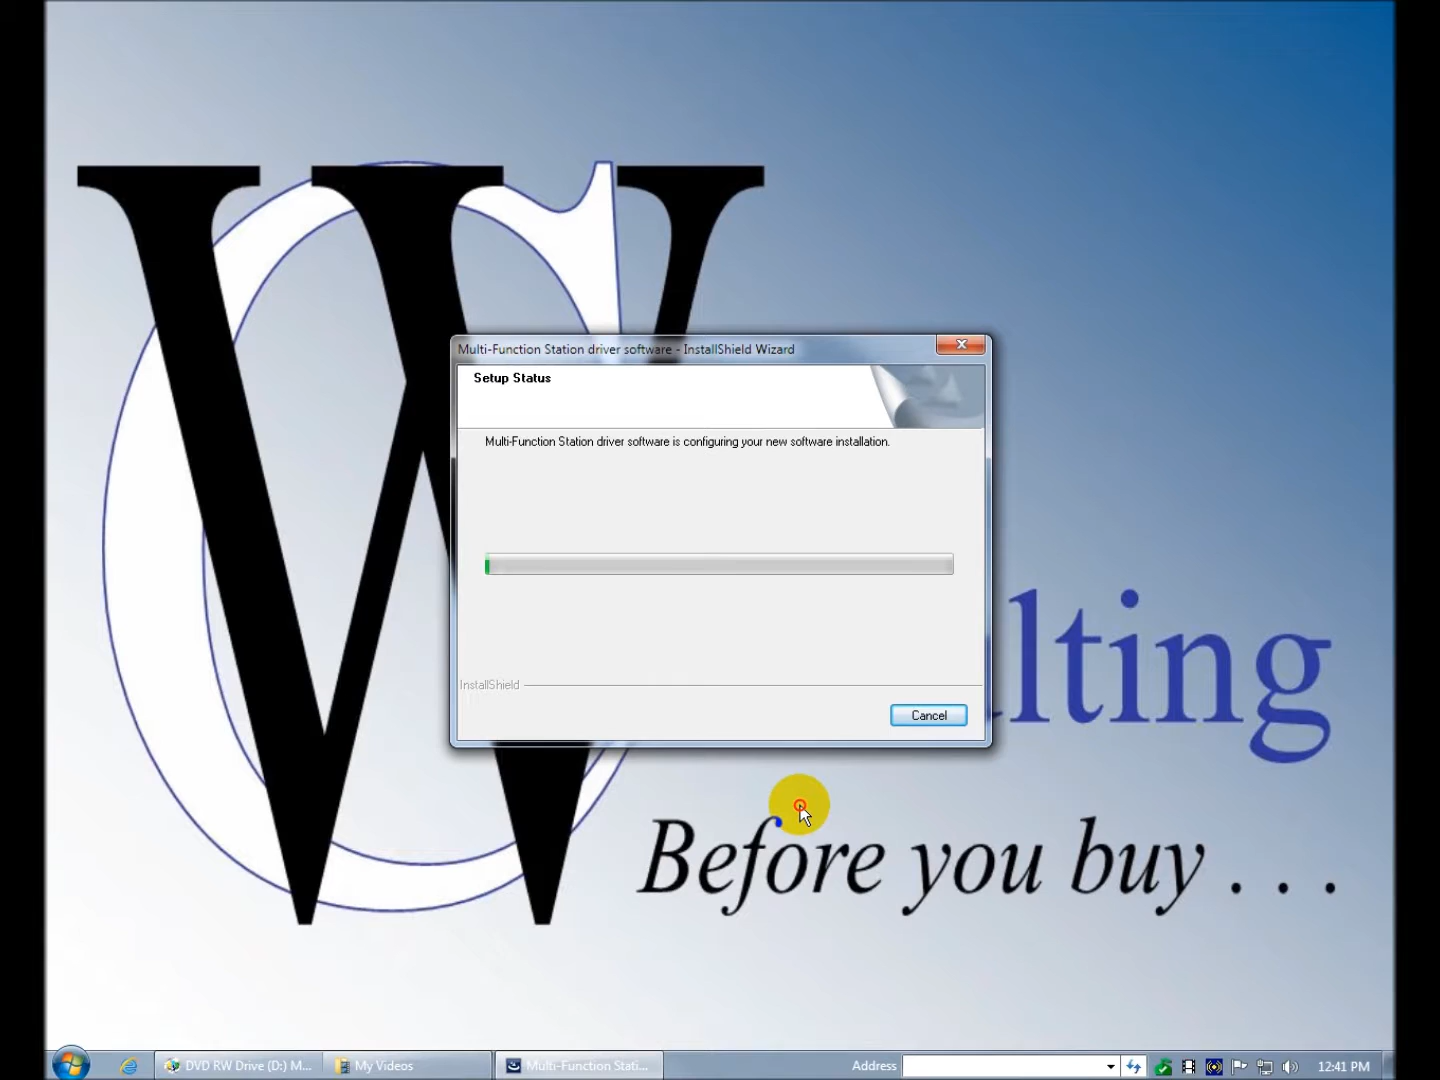 W
C
Multi-Function Station driver software - InstallShield Wizard
Setup Status
Multi-Function Station driver software is configuring your new software installation.
InstallShield
Cancel
ulting
Before you buy . . .
DVD RW Drive (D:) M...
My Videos
Multi-Function Stati...
Address
12:41 PM